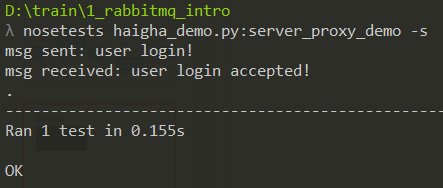 D:\train\1_rabbitmq_intro
λ nosetests haigha_demo.py:server_proxy_demo -s
msg sent: user login!
msg received: user login accepted!
.
----------------------------------------------------
Ran 1 test in 0.155s
OK